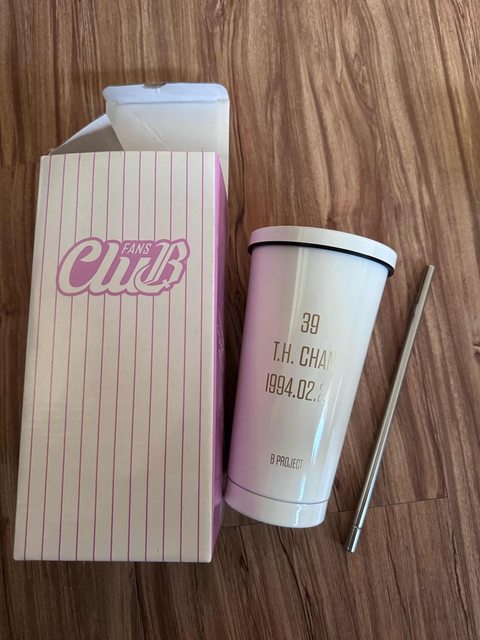 FANS
CluB
39
T.H. CHAN
1994.02.2
B PROJECT